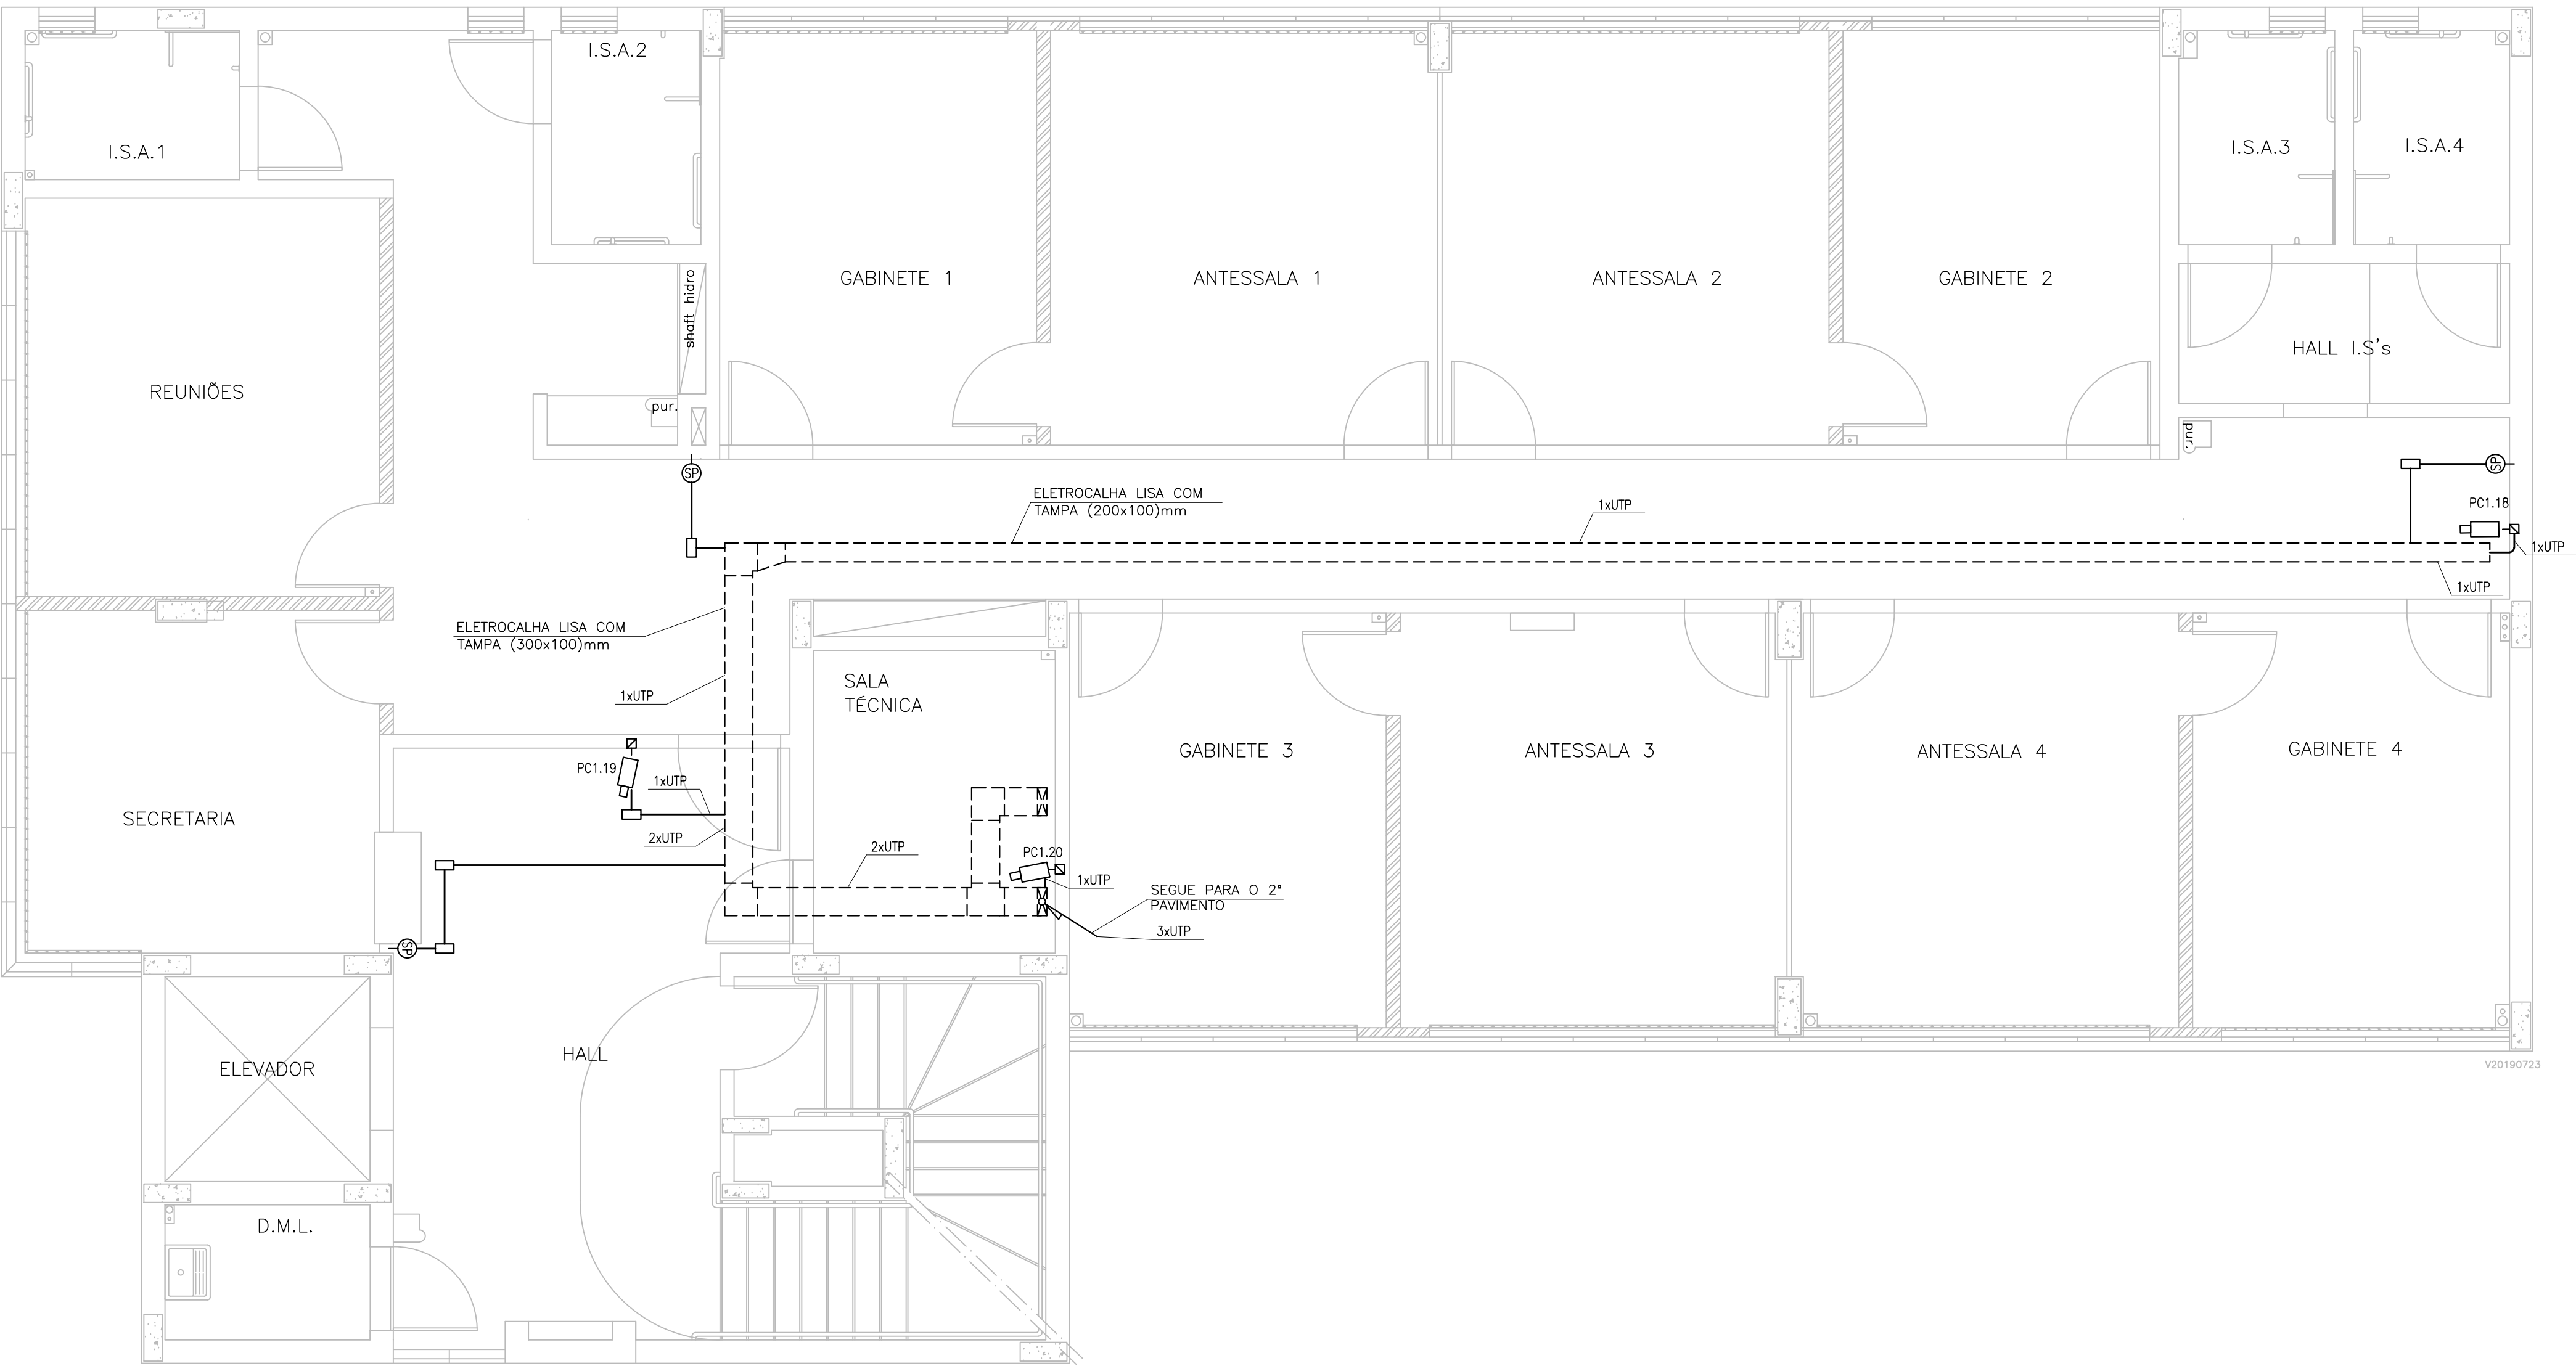 I.S.A.1
I.S.A.2
I.S.A.3
I.S.A.4
shaft hidro
GABINETE 1
ANTESSALA 1
ANTESSALA 2
GABINETE 2
HALL I.S's
REUNIÕES
pur.
pur.
SP
SP
ELETROCALHA LISA COM
TAMPA (200x100)mm
1xUTP
PC1.18
1xUTP
1xUTP
ELETROCALHA LISA COM
TAMPA (300x100)mm
1xUTP
SALA
TÉCNICA
GABINETE 3
ANTESSALA 3
ANTESSALA 4
GABINETE 4
PC1.19
1xUTP
2xUTP
SECRETARIA
2xUTP
PC1.20
1xUTP
SEGUE PARA O 2ª
PAVIMENTO
3xUTP
SP
ELEVADOR
HALL
V20190723
D.M.L.